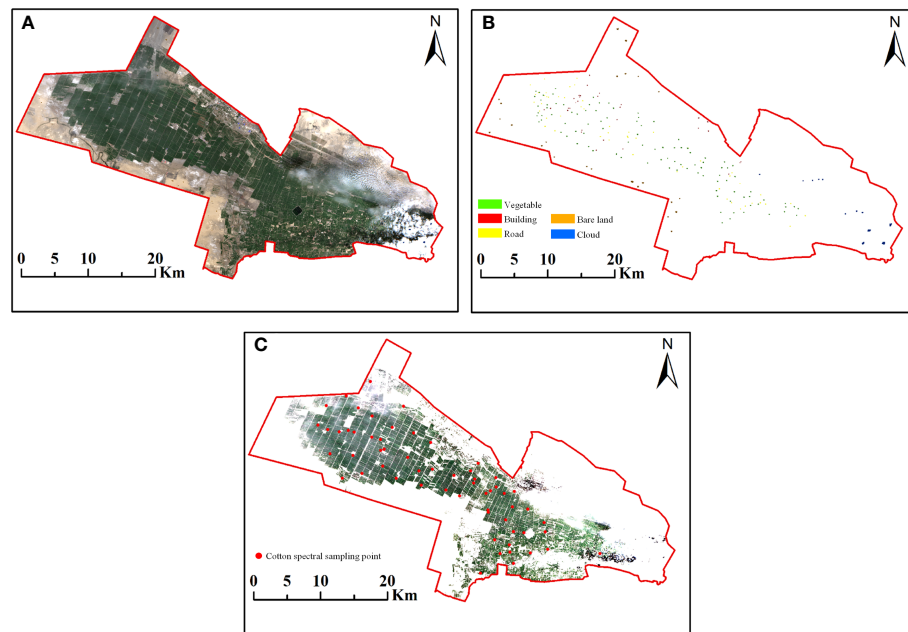 A
N
0 5 10 20
Km
B
N
Vegetable
Building
Bare land
Road
Cloud
0 5 10 20
Km
C
N
Cotton spectral sampling point
0 5 10 20
Km